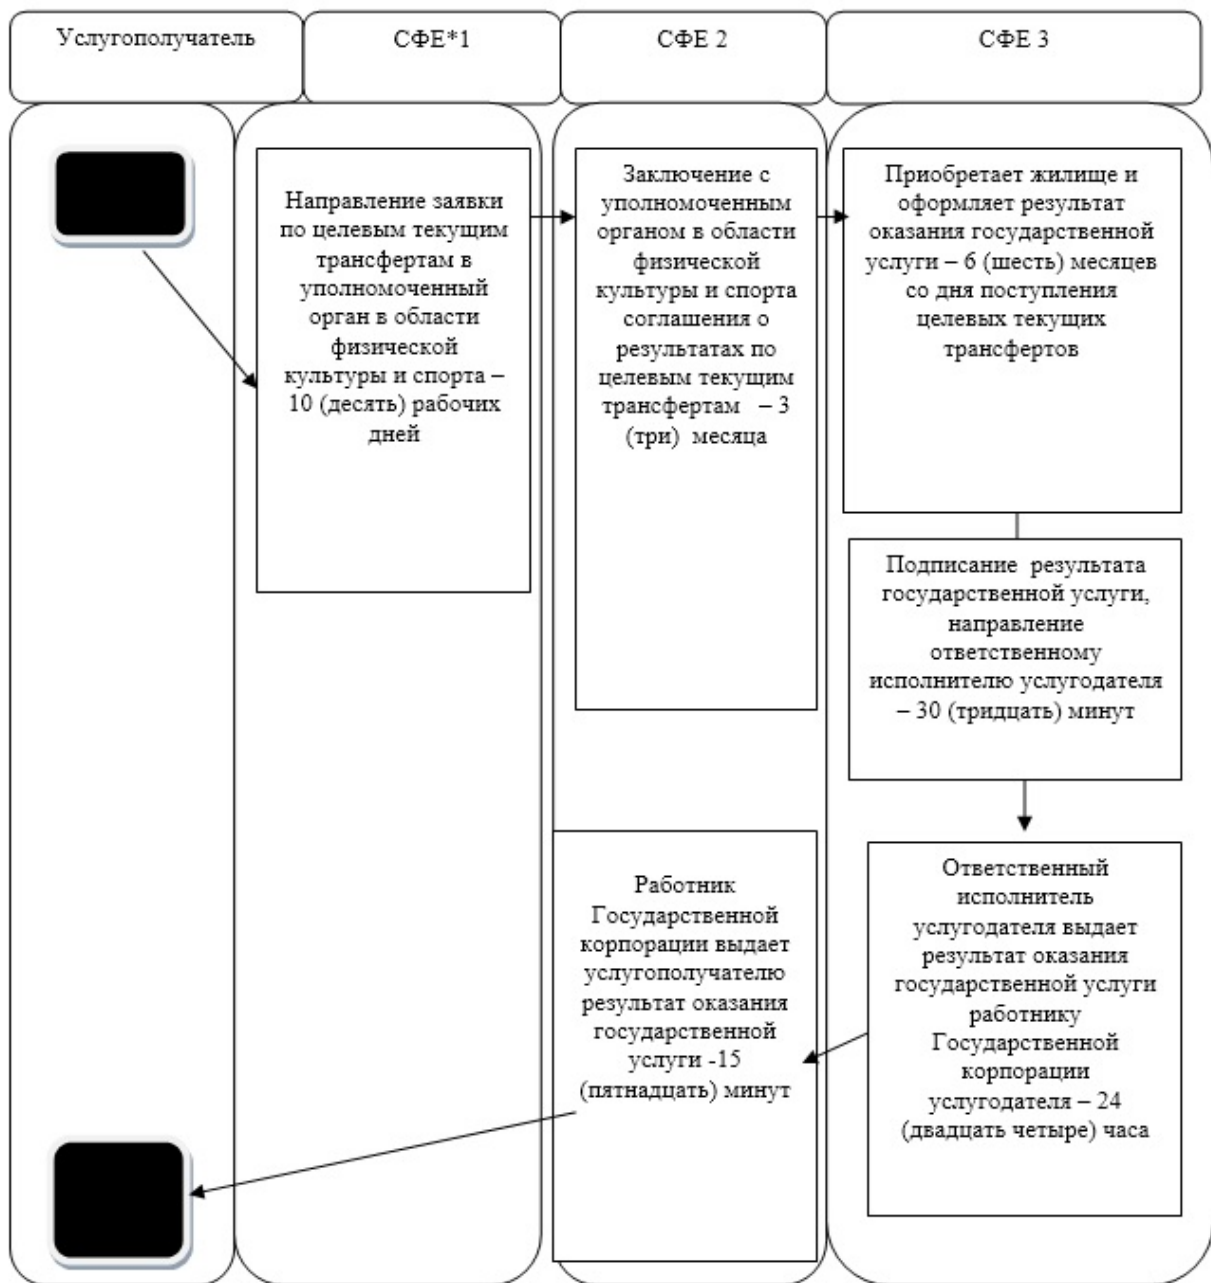 Услугополучатель
СФЕ*1
СФЕ 2
СФЕ 3
Направление заявки
по целевым текущим
трансфертам в
уполномоченный
орган в области
физической
культуры и спорта –
10 (десять) рабочих
дней
Заключение с
уполномоченным
органом в области
физической
культуры и спорта
соглашения о
результатах по
целевым текущим
трансфертам – 3
(три) месяца
Приобретает жилище и
оформляет результат
оказания государственной
услуги – 6 (шесть) месяцев
со дня поступления
целевых текущих
трансфертов
Подписание результата
государственной услуги,
направление
ответственному
исполнителю услугодателя
– 30 (тридцать) минут
Ответственный
исполнитель
услугодателя выдает
результат оказания
государственной услуги
работнику
Государственной
корпорации
услугодателя – 24
(двадцать четыре) часа
Работник
Государственной
корпорации выдает
услугополучателю
результат оказания
государственной
услуги -15
(пятнадцать) минут